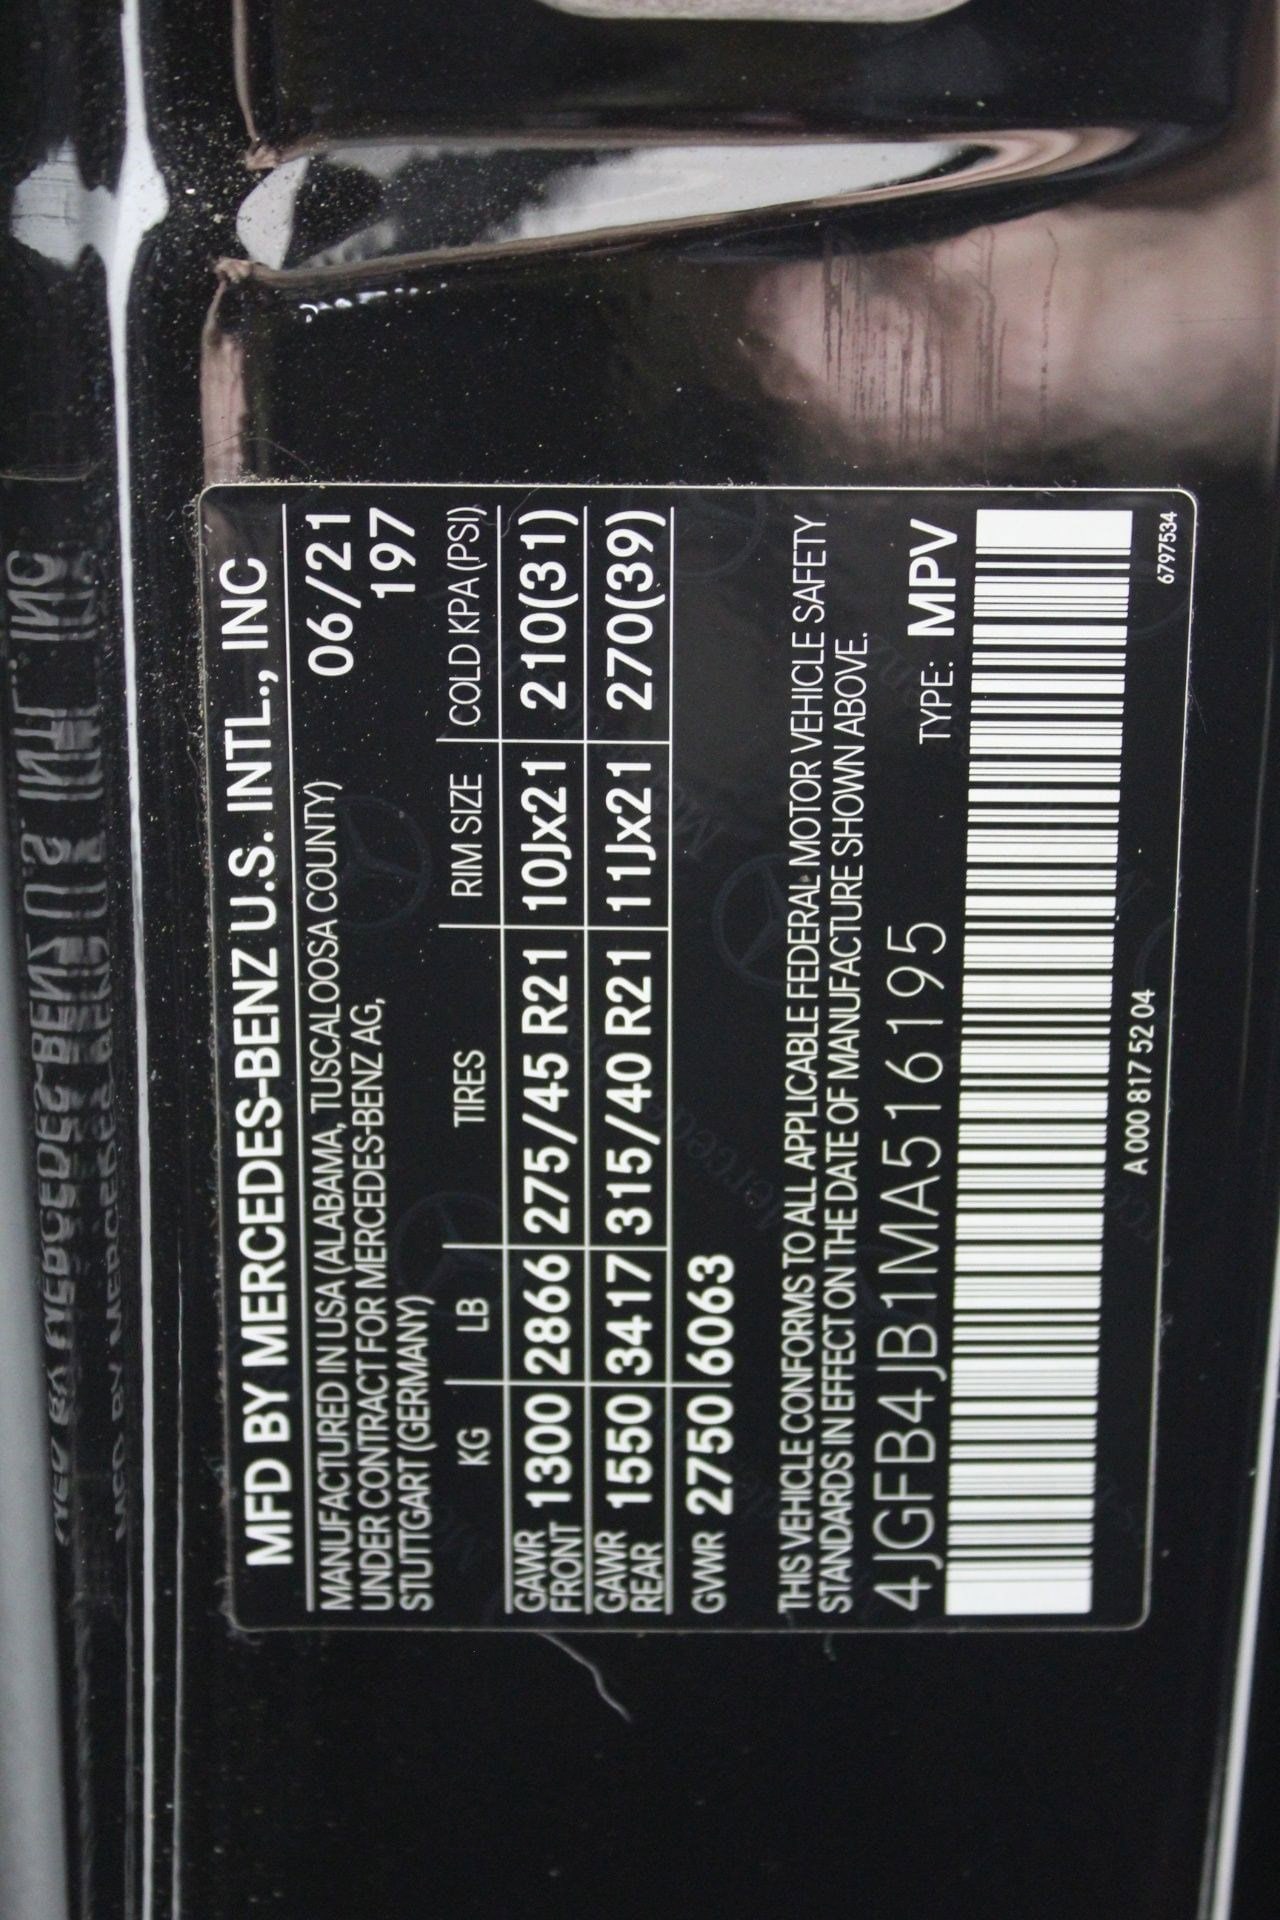 MFD BY MERCEDES-BENZ U.S. INTL., INC
MANUFACTURED IN USA (ALABAMA, TUSCALOOSA COUNTY) 06/21
UNDER CONTRACT FOR MERCEDES-BENZ AG, 197
STUTTGART (GERMANY)
KG LB TIRES RIM SIZE COLD KPA (PSI)
GAWR FRONT 1300 2866 275/45 R21 10Jx21 210(31)
GAWR REAR 1550 3417 315/40 R21 11Jx21 270(39)
GVWR 2750 6063
THIS VEHICLE CONFORMS TO ALL APPLICABLE FEDERAL MOTOR VEHICLE SAFETY
STANDARDS IN EFFECT ON THE DATE OF MANUFACTURE SHOWN ABOVE.
4JGFB4JB1MA516195 TYPE: MPV
A 000 817 52 04 6797534